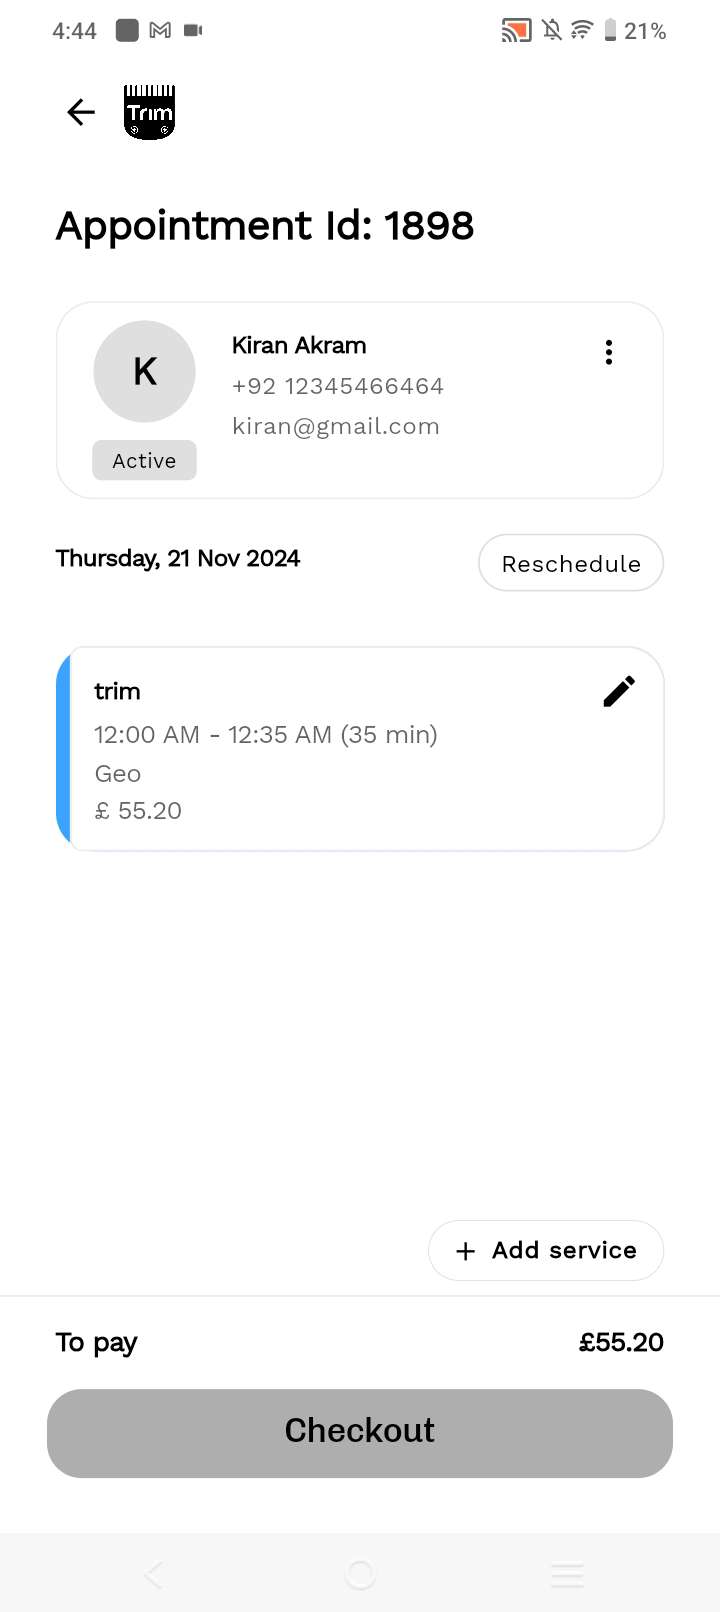 4:44 21%
Trim
Appointment Id: 1898
K
Kiran Akram
+92 12345466464
kiran@gmail.com
Active
Thursday, 21 Nov 2024
Reschedule
trim
12:00 AM - 12:35 AM (35 min)
Geo
£ 55.20
+ Add service
To pay £55.20
Checkout